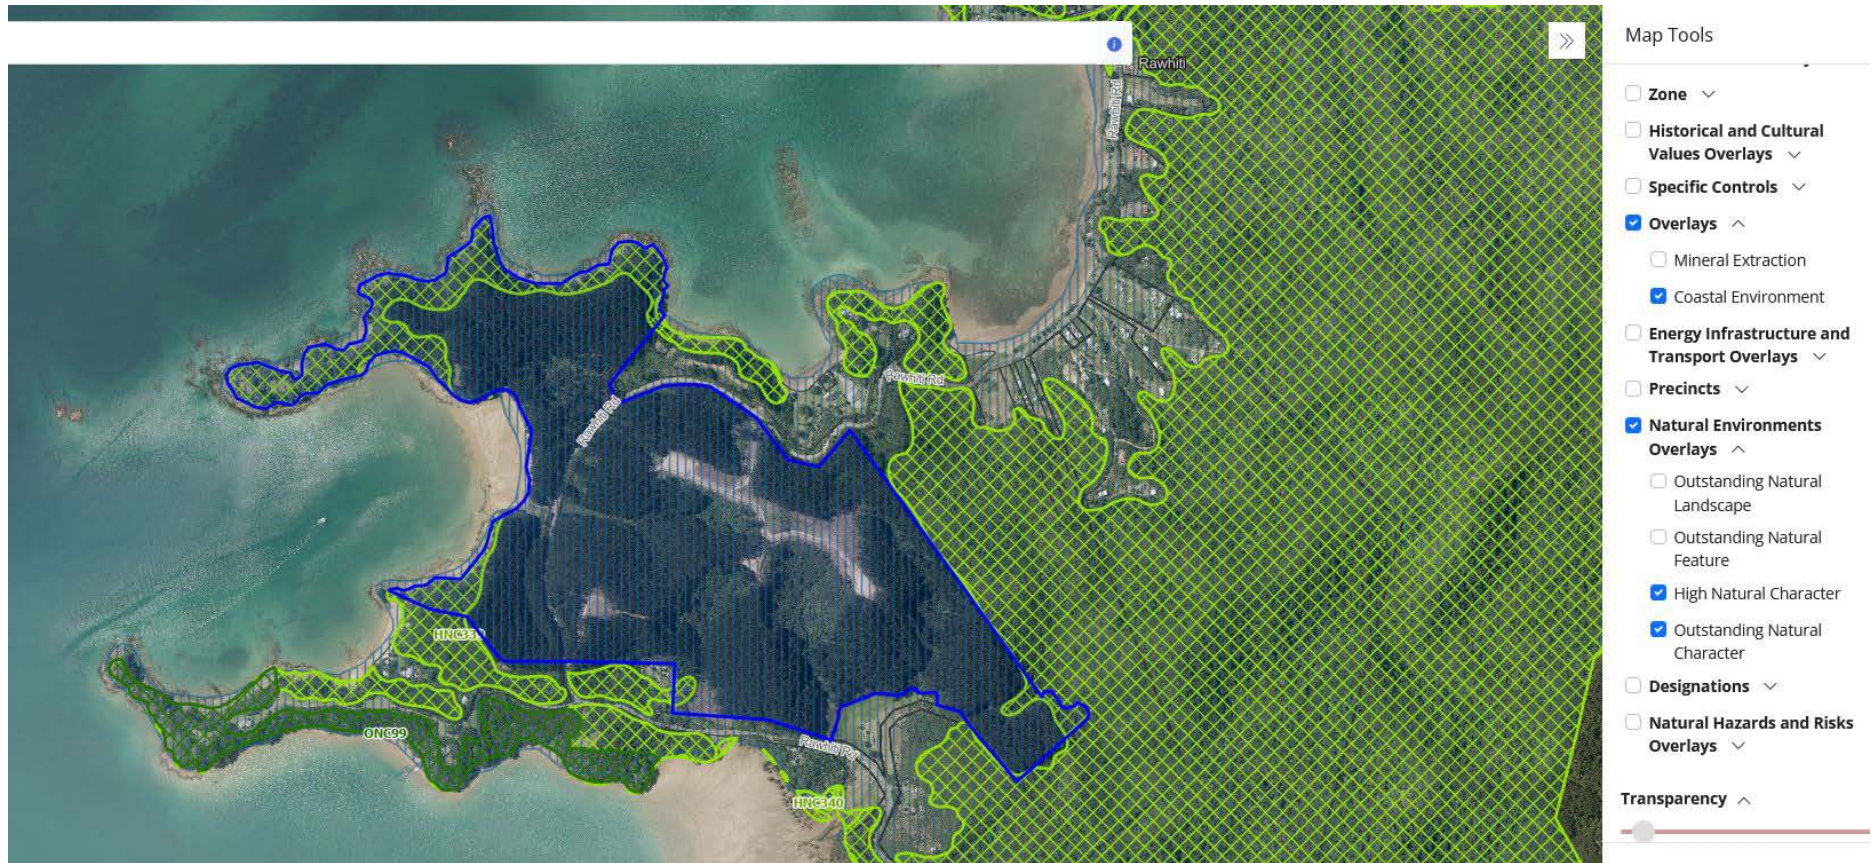 Map Tools
Rawhiti
Rawhiti Rd
Zone
Historical and Cultural
Values Overlays
Specific Controls
Overlays
Mineral Extraction
Coastal Environment
Energy Infrastructure and
Transport Overlays
Rawhiti Rd
Precincts
Rawhiti Rd
Natural Environments
Overlays
Outstanding Natural
Landscape
Outstanding Natural
Feature
High Natural Character
Outstanding Natural
Character
Designations
Natural Hazards and Risks
Overlays
ONC99
Rawhiti Rd
HNC340
Transparency